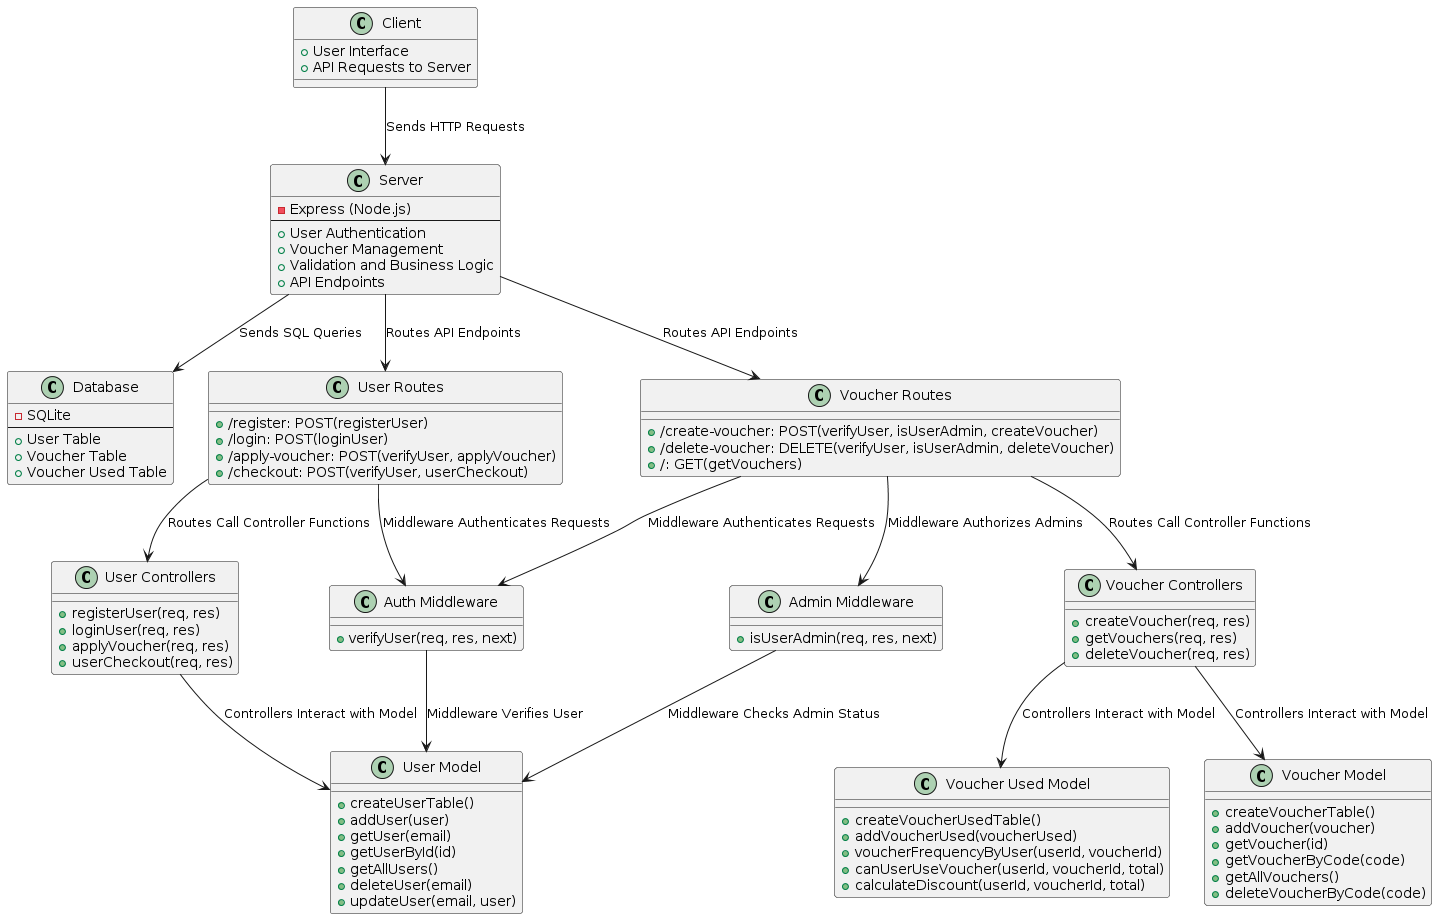 C Client
User Interface
API Requests to Server
Sends HTTP Requests
C Server
Express (Node.js)
User Authentication
Voucher Management
Validation and Business Logic
API Endpoints
Sends SQL Queries
Routes API Endpoints
Routes API Endpoints
C Database
SQLite
User Table
Voucher Table
Voucher Used Table
C User Routes
/register: POST(registerUser)
/login: POST(loginUser)
/apply-voucher: POST(verifyUser, applyVoucher)
/checkout: POST(verifyUser, userCheckout)
C Voucher Routes
/create-voucher: POST(verifyUser, isUserAdmin, createVoucher)
/delete-voucher: DELETE(verifyUser, isUserAdmin, deleteVoucher)
/: GET(getVouchers)
Routes Call Controller Functions
Middleware Authenticates Requests
Middleware Authenticates Requests
Middleware Authorizes Admins
Routes Call Controller Functions
C User Controllers
registerUser(req, res)
loginUser(req, res)
applyVoucher(req, res)
userCheckout(req, res)
C Auth Middleware
verifyUser(req, res, next)
C Admin Middleware
isUserAdmin(req, res, next)
C Voucher Controllers
createVoucher(req, res)
getVouchers(req, res)
deleteVoucher(req, res)
Controllers Interact with Model
Middleware Verifies User
Middleware Checks Admin Status
Controllers Interact with Model
Controllers Interact with Model
C User Model
createUserTable()
addUser(user)
getUser(email)
getUserById(id)
getAllUsers()
deleteUser(email)
updateUser(email, user)
C Voucher Used Model
createVoucherUsedTable()
addVoucherUsed(voucherUsed)
voucherFrequencyByUser(userId, voucherId)
canUserUseVoucher(userId, voucherId, total)
calculateDiscount(userId, voucherId, total)
C Voucher Model
createVoucherTable()
addVoucher(voucher)
getVoucher(id)
getVoucherByCode(code)
getAllVouchers()
deleteVoucherByCode(code)